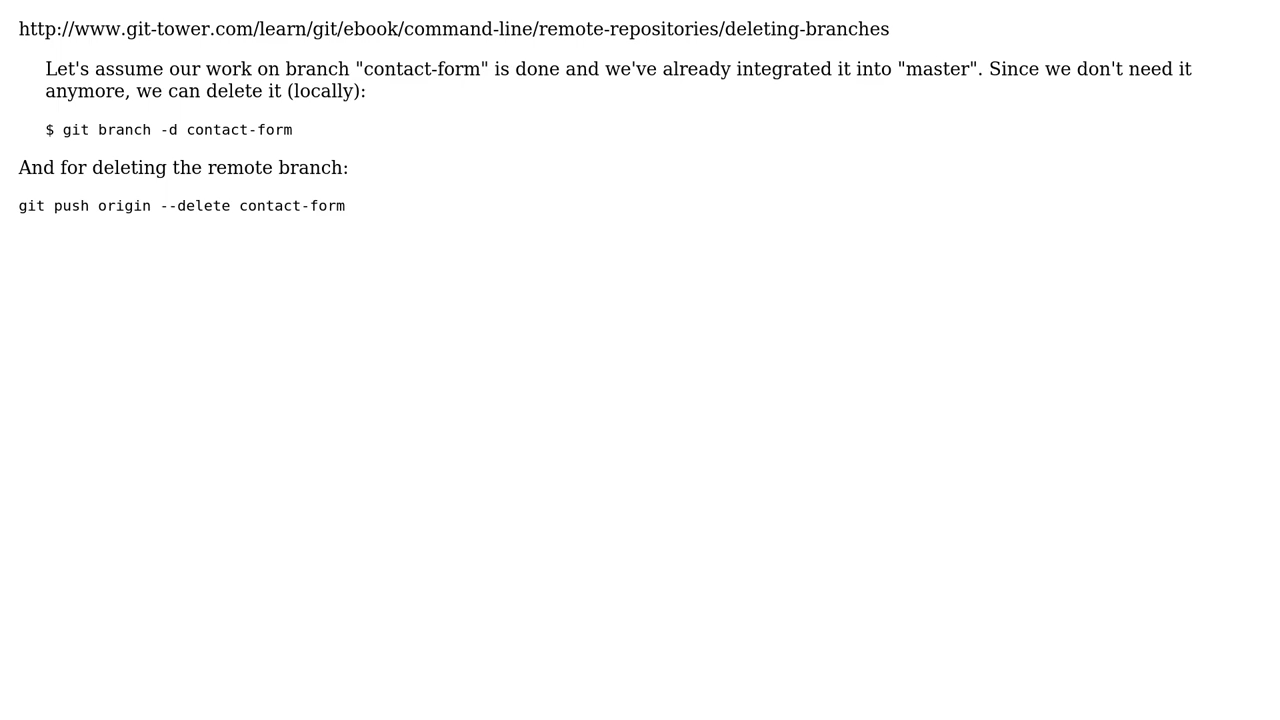 http://www.git-tower.com/learn/git/ebook/command-line/remote-repositories/deleting-branches
Let's assume our work on branch "contact-form" is done and we've already integrated it into "master". Since we don't need it
anymore, we can delete it (locally):
$ git branch -d contact-form
And for deleting the remote branch:
git push origin --delete contact-form